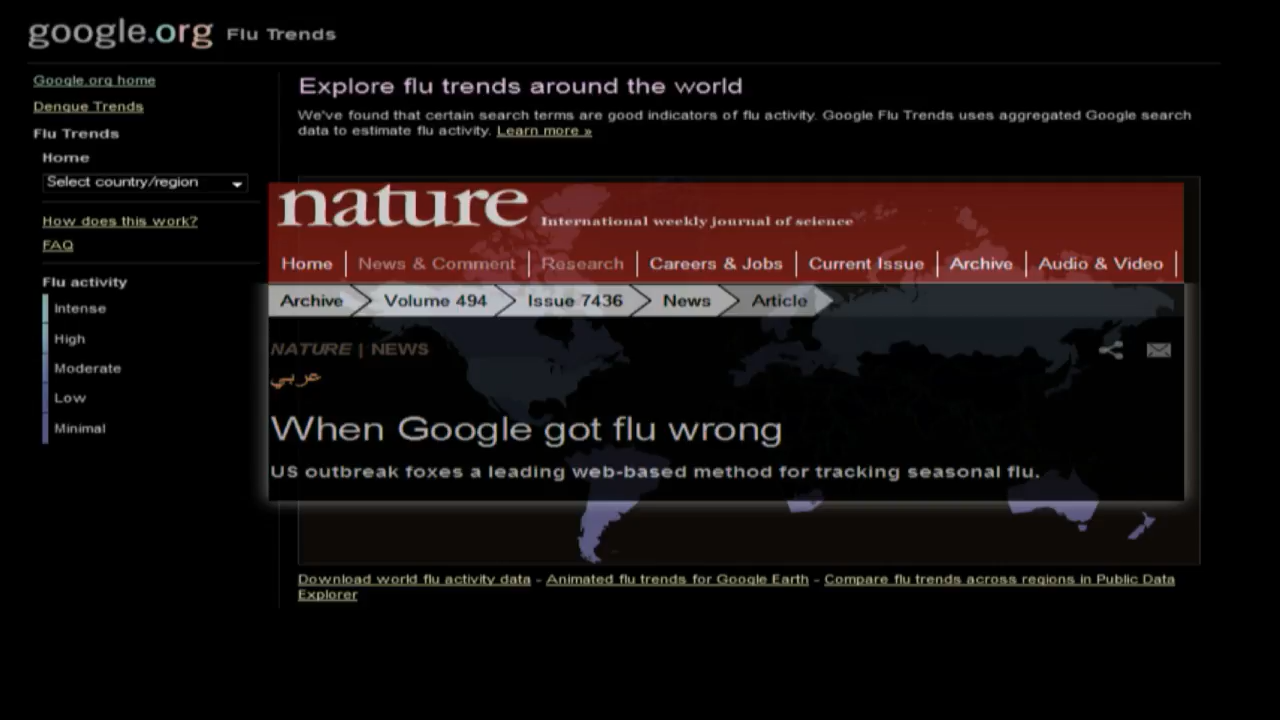 google.org Flu Trends
Google.org home
Dengue Trends
Flu Trends
Home
Select country/region
How does this work?
FAQ
Flu activity
Intense
High
Moderate
Low
Minimal
Explore flu trends around the world
We've found that certain search terms are good indicators of flu activity. Google Flu Trends uses aggregated Google search
data to estimate flu activity. Learn more »
nature International weekly journal of science
Home | News & Comment | Research | Careers & Jobs | Current Issue | Archive | Audio & Video |
Archive Volume 494 Issue 7436 News Article
NATURE | NEWS
عربي
When Google got flu wrong
US outbreak foxes a leading web-based method for tracking seasonal flu.
Download world flu activity data - Animated flu trends for Google Earth - Compare flu trends across regions in Public Data
Explorer